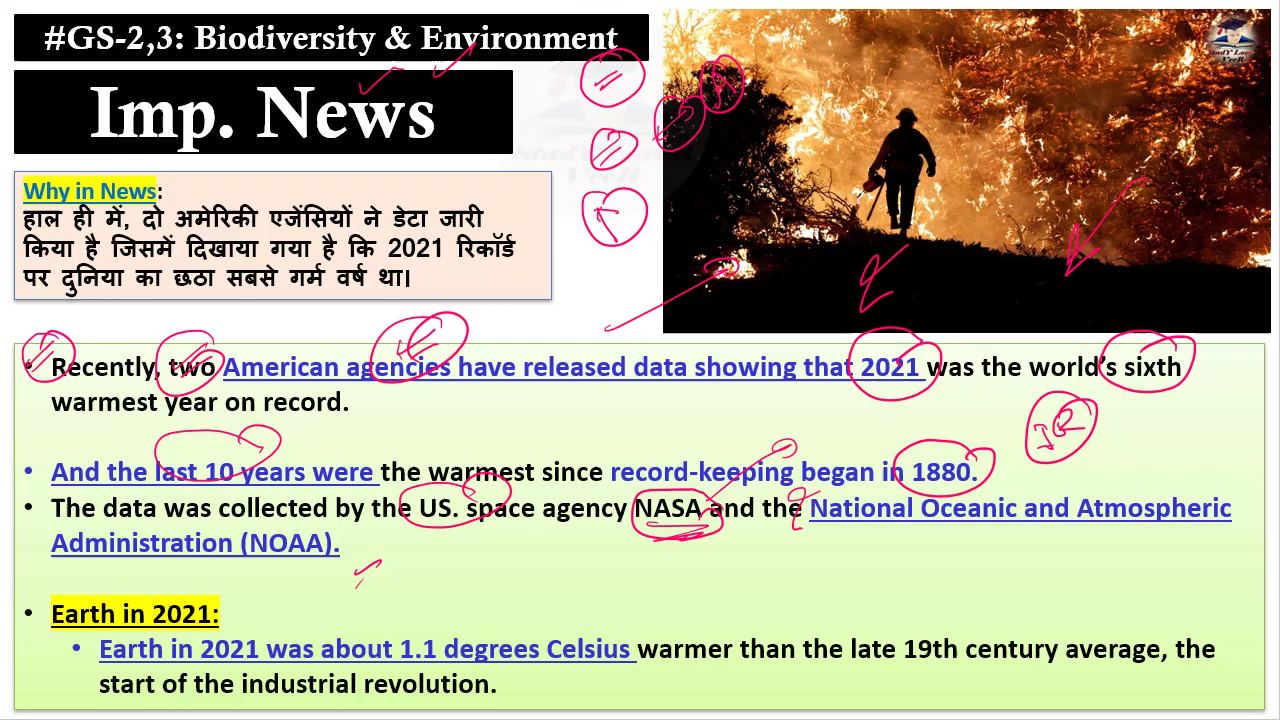 #GS-2,3: Biodiversity & Environment
Imp. News
Why in News:
हाल ही में, दो अमेरिकी एजेंसियों ने डेटा जारी
किया है जिसमें दिखाया गया है कि 2021 रिकॉर्ड
पर दुनिया का छठा सबसे गर्म वर्ष था।
• Recently, two American agencies have released data showing that 2021 was the world's sixth
warmest year on record.
• And the last 10 years were the warmest since record-keeping began in 1880.
• The data was collected by the US. space agency NASA and the National Oceanic and Atmospheric
Administration (NOAA).
• Earth in 2021:
• Earth in 2021 was about 1.1 degrees Celsius warmer than the late 19th century average, the
start of the industrial revolution.